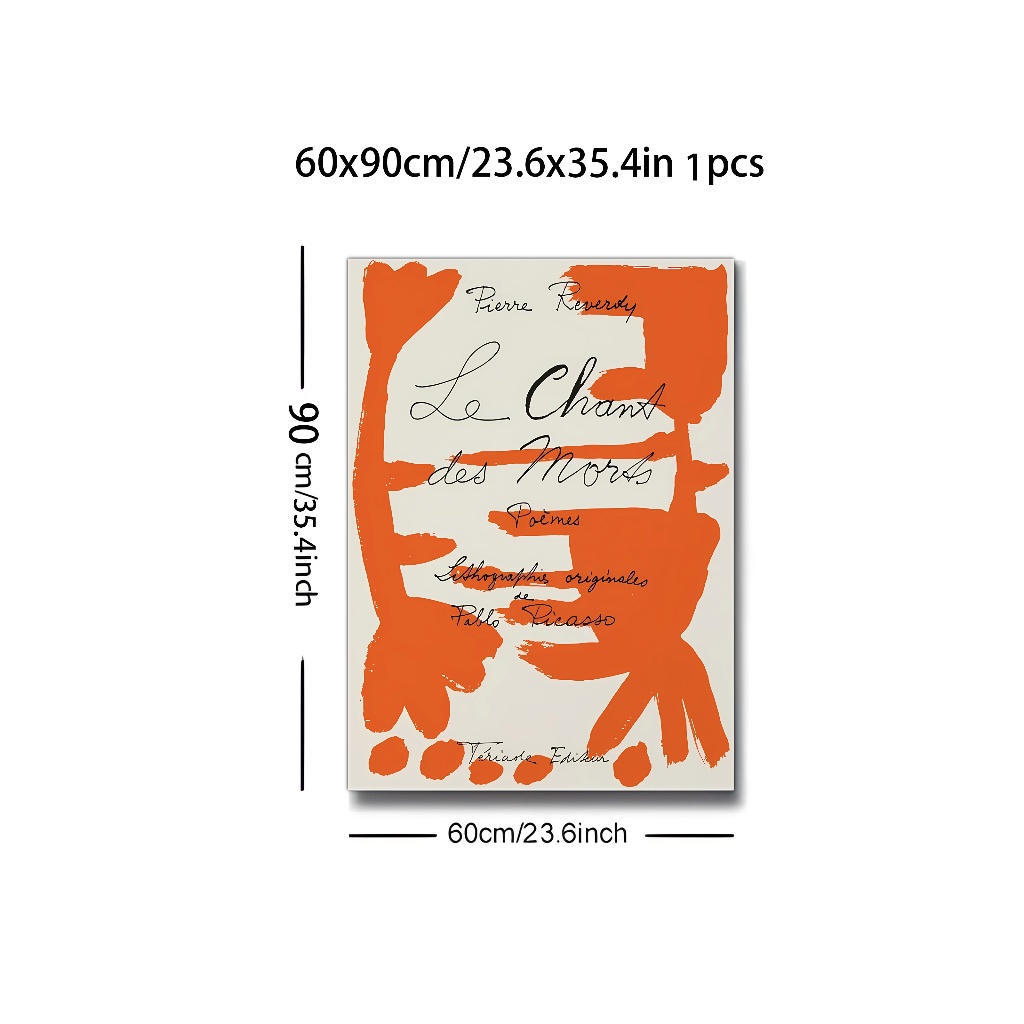 60x90cm/23.6x35.4in 1pcs
90 cm/35.4inch
Pierre Reverdy
Le Chant
des Morts
Poèmes
Lithographies originales
de
Pablo Picasso
Tériade Editeur
60cm/23.6inch